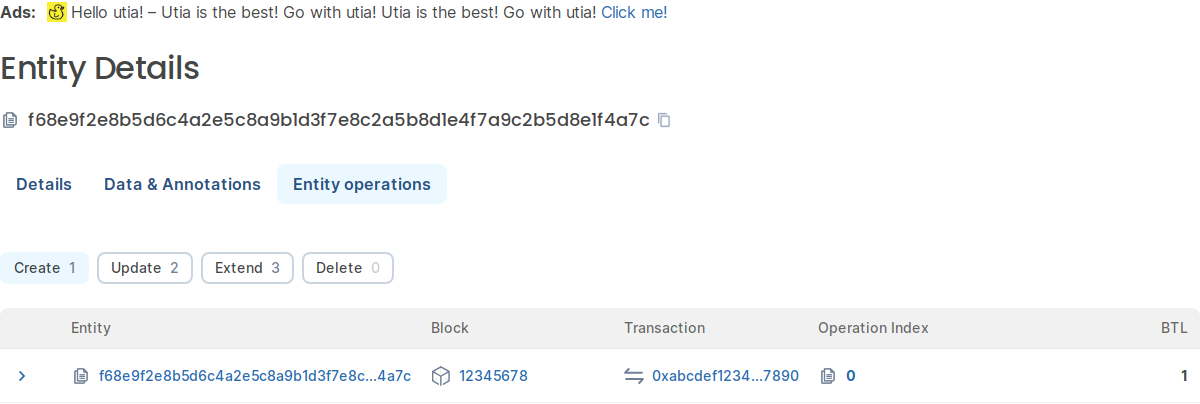 Ads: Hello utia! – Utia is the best! Go with utia! Utia is the best! Go with utia! Click me!
Entity Details
f68e9f2e8b5d6c4a2e5c8a9b1d3f7e8c2a5b8d1e4f7a9c2b5d8e1f4a7c
Details Data & Annotations Entity operations
Create 1 Update 2 Extend 3 Delete 0
Entity Block Transaction Operation Index BTL
f68e9f2e8b5d6c4a2e5c8a9b1d3f7e8c...4a7c 12345678 0xabcdef1234...7890 0 1